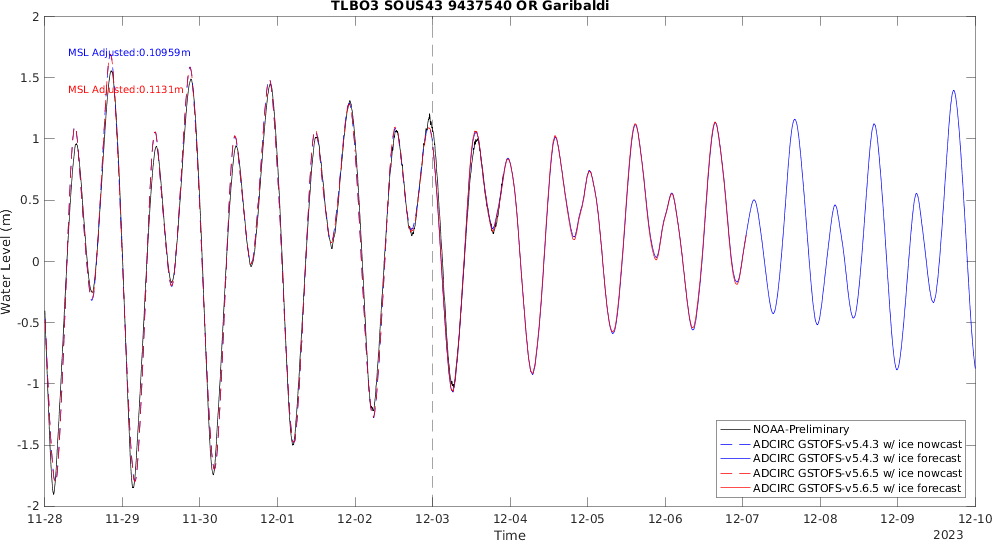 TLBO3 SOUS43 9437540 OR Garibaldi
2
1.5
1
0.5
0
-0.5
-1
-1.5
-2
Water Level (m)
MSL Adjusted:0.10959m
MSL Adjusted:0.1131m
NOAA-Preliminary
ADCIRC GSTOFS-v5.4.3 w/ ice nowcast
ADCIRC GSTOFS-v5.4.3 w/ ice forecast
ADCIRC GSTOFS-v5.6.5 w/ ice nowcast
ADCIRC GSTOFS-v5.6.5 w/ ice forecast
11-28 11-29 11-30 12-01 12-02 12-03 12-04 12-05 12-06 12-07 12-08 12-09 12-10
Time
2023